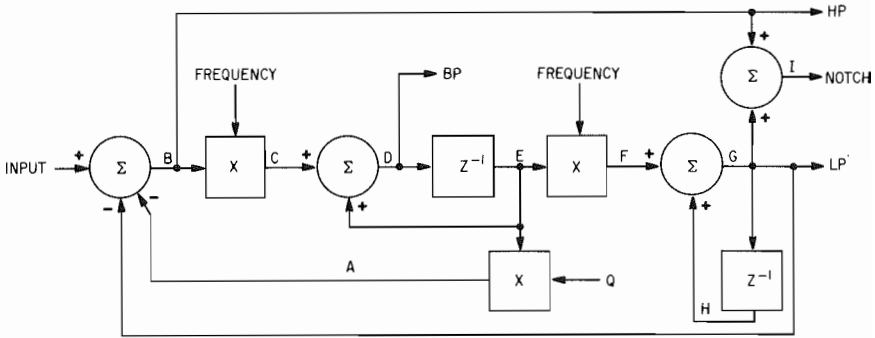 HP
+
FREQUENCY
BP
FREQUENCY
Σ
I
NOTCH
+
INPUT
+
Σ
B
X
C
+
Σ
D
Z⁻¹
E
X
F
+
Σ
G
LP
-
-
+
+
A
X
Q
H
Z⁻¹